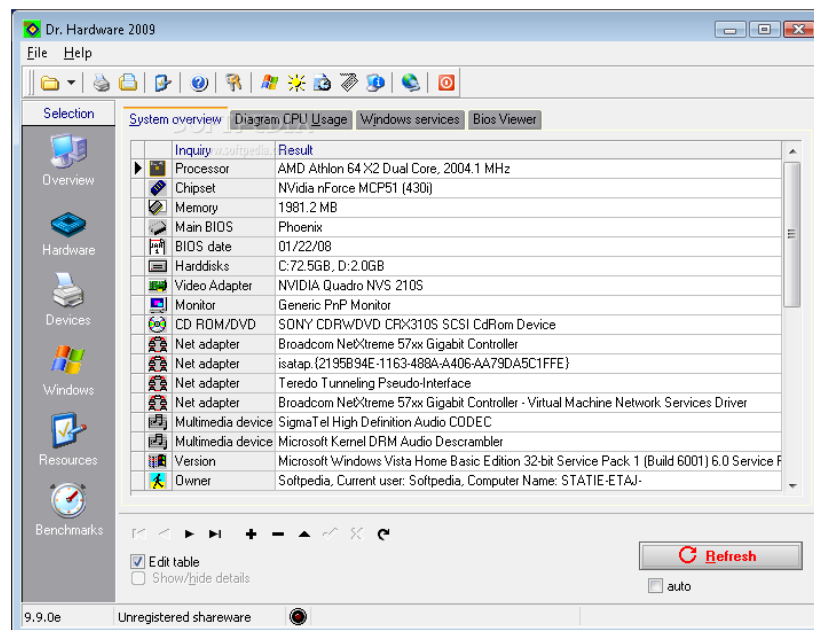 Dr. Hardware 2009
File Help
Selection
System overview Diagram CPU Usage Windows services Bios Viewer
SOFTPEDIA
www.softpedia.
Inquiry Result
Processor AMD Athlon 64 X2 Dual Core, 2004.1 MHz
Chipset NVidia nForce MCP51 (430i)
Memory 1981.2 MB
Main BIOS Phoenix
BIOS date 01/22/08
Harddisks C:72.5GB, D:2.0GB
Video Adapter NVIDIA Quadro NVS 210S
Monitor Generic PnP Monitor
CD ROM/DVD SONY CDRWDVD CRX310S SCSI CdRom Device
Net adapter Broadcom NetXtreme 57xx Gigabit Controller
Net adapter isatap.{2195B94E-1163-488A-A406-AA79DA5C1FFE}
Net adapter Teredo Tunneling Pseudo-Interface
Net adapter Broadcom NetXtreme 57xx Gigabit Controller - Virtual Machine Network Services Driver
Multimedia device SigmaTel High Definition Audio CODEC
Multimedia device Microsoft Kernel DRM Audio Descrambler
Version Microsoft Windows Vista Home Basic Edition 32-bit Service Pack 1 (Build 6001) 6.0 Service P
Owner Softpedia, Current user: Softpedia, Computer Name: STATIE-ETAJ-
Overview
Hardware
Devices
Windows
Resources
Benchmarks
Edit table
Show/hide details
Refresh
auto
9.9.0e Unregistered shareware